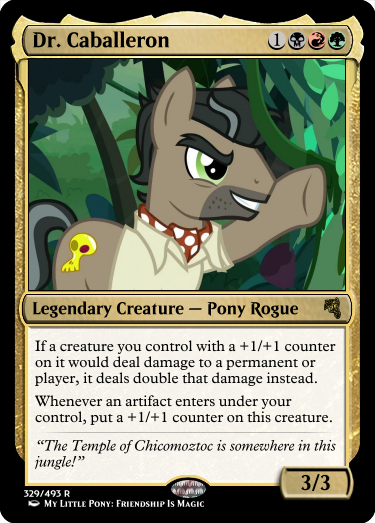 Dr. Caballeron 1
Legendary Creature — Pony Rogue
If a creature you control with a +1/+1 counter
on it would deal damage to a permanent or
player, it deals double that damage instead.
Whenever an artifact enters under your
control, put a +1/+1 counter on this creature.
“The Temple of Chicomoztoc is somewhere in this
jungle!”
3/3
329/493 R
My Little Pony: Friendship Is Magic